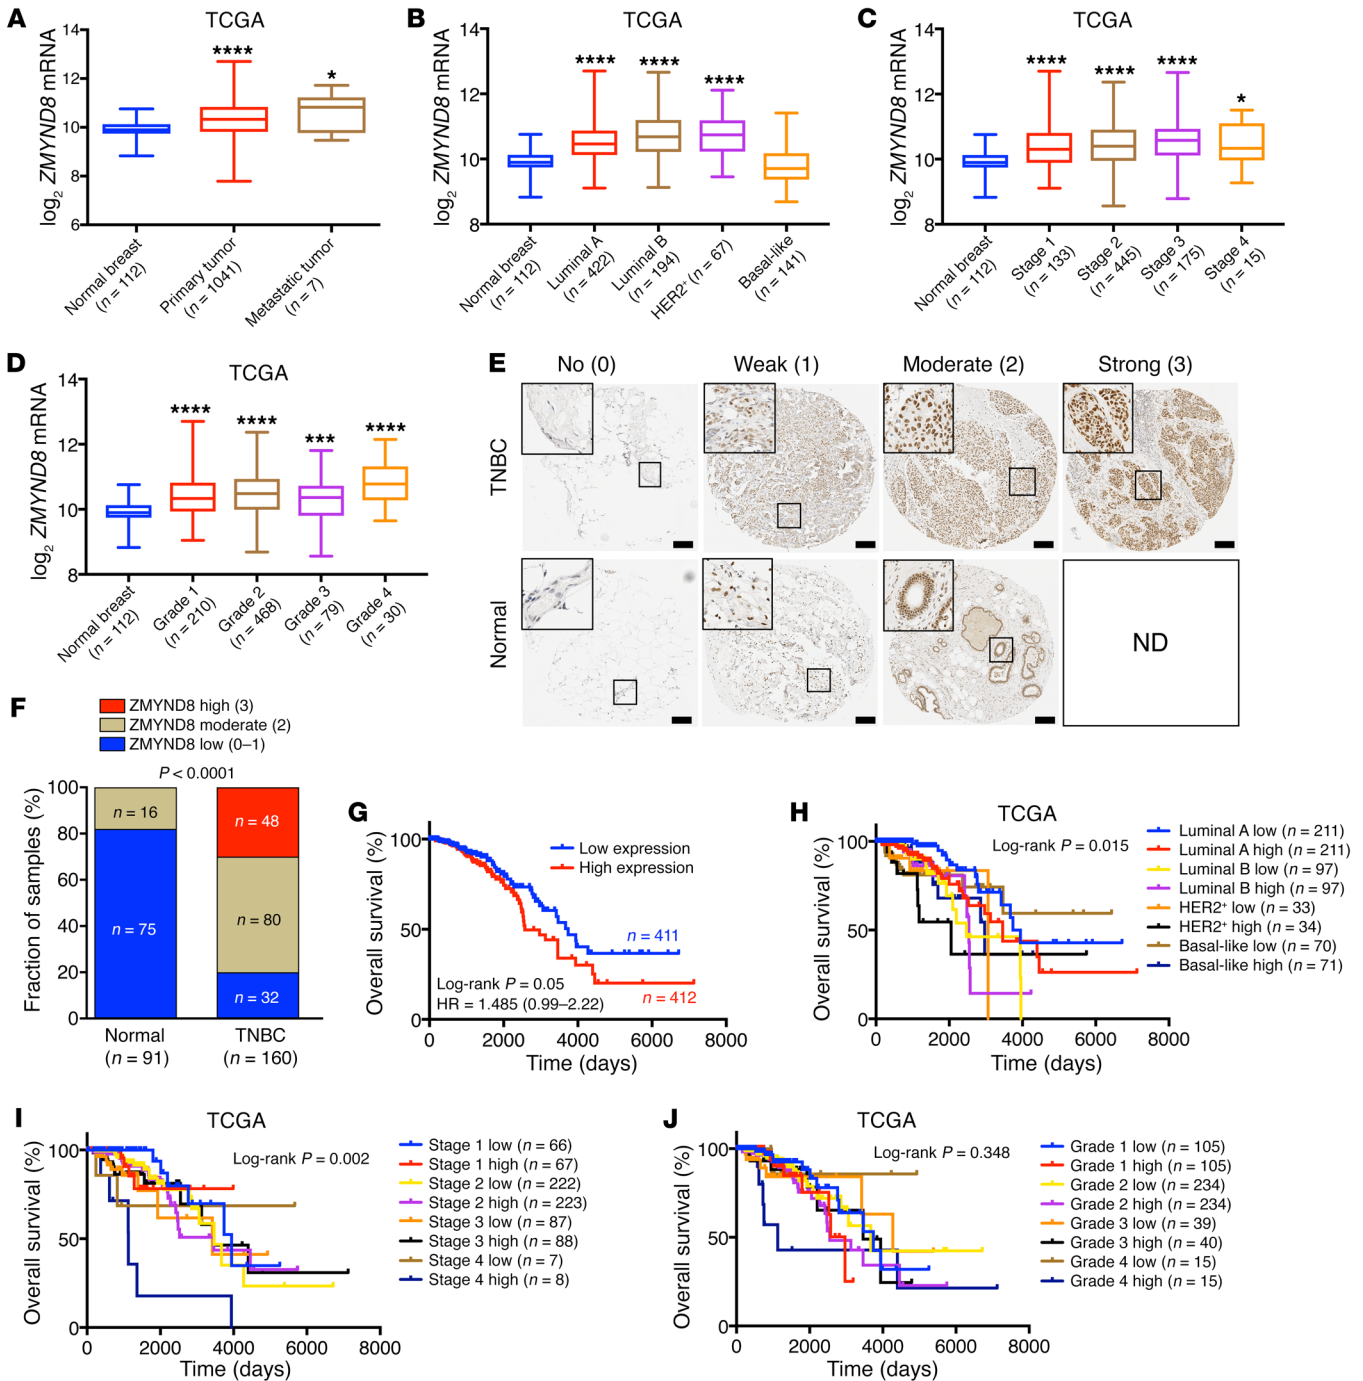 A
TCGA
log₂ ZMYND8 mRNA
14
12
10
8
6
****
*
Normal breast
(n = 112)
Primary tumor
(n = 1041)
Metastatic tumor
(n = 7)
B
TCGA
log₂ ZMYND8 mRNA
14
12
10
8
****
****
****
Normal breast
(n = 112)
Luminal A
(n = 422)
Luminal B
(n = 194)
HER2⁺ (n = 67)
Basal-like
(n = 141)
C
TCGA
log₂ ZMYND8 mRNA
14
12
10
8
****
****
****
*
Normal breast
(n = 112)
Stage 1
(n = 133)
Stage 2
(n = 445)
Stage 3
(n = 175)
Stage 4
(n = 15)
D
TCGA
log₂ ZMYND8 mRNA
14
12
10
8
****
****
***
****
Normal breast
(n = 112)
Grade 1
(n = 210)
Grade 2
(n = 468)
Grade 3
(n = 79)
Grade 4
(n = 30)
E
No (0)
Weak (1)
Moderate (2)
Strong (3)
TNBC
Normal
ND
F
ZMYND8 high (3)
ZMYND8 moderate (2)
ZMYND8 low (0–1)
P < 0.0001
Fraction of samples (%)
100
80
60
40
20
0
n = 16
n = 75
n = 48
n = 80
n = 32
Normal
(n = 91)
TNBC
(n = 160)
G
Overall survival (%)
100
50
0
Low expression
High expression
n = 411
n = 412
Log-rank P = 0.05
HR = 1.485 (0.99–2.22)
0 2000 4000 6000 8000
Time (days)
H
TCGA
Overall survival (%)
100
50
0
Log-rank P = 0.015
0 2000 4000 6000 8000
Time (days)
Luminal A low (n = 211)
Luminal A high (n = 211)
Luminal B low (n = 97)
Luminal B high (n = 97)
HER2⁺ low (n = 33)
HER2⁺ high (n = 34)
Basal-like low (n = 70)
Basal-like high (n = 71)
I
TCGA
Overall survival (%)
100
50
0
Log-rank P = 0.002
0 2000 4000 6000 8000
Time (days)
Stage 1 low (n = 66)
Stage 1 high (n = 67)
Stage 2 low (n = 222)
Stage 2 high (n = 223)
Stage 3 low (n = 87)
Stage 3 high (n = 88)
Stage 4 low (n = 7)
Stage 4 high (n = 8)
J
TCGA
Overall survival (%)
100
50
0
Log-rank P = 0.348
0 2000 4000 6000 8000
Time (days)
Grade 1 low (n = 105)
Grade 1 high (n = 105)
Grade 2 low (n = 234)
Grade 2 high (n = 234)
Grade 3 low (n = 39)
Grade 3 high (n = 40)
Grade 4 low (n = 15)
Grade 4 high (n = 15)